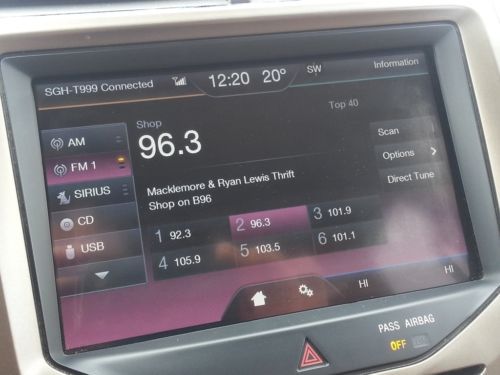 SGH-T999 Connected
12:20 20°
SW
Information
AM
FM 1
SIRIUS
CD
USB
Shop
96.3
Top 40
Macklemore & Ryan Lewis Thrift
Shop on B96
1 92.3
2 96.3
3 101.9
4 105.9
5 103.5
6 101.1
Scan
Options >
Direct Tune
HI
HI
PASS AIRBAG
OFF